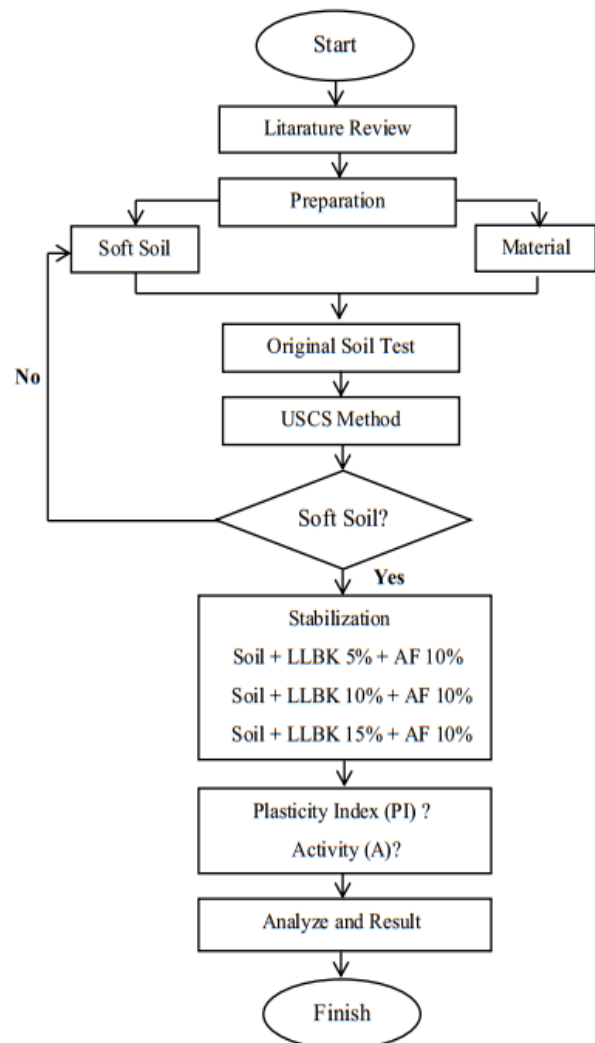 Start
Litarature Review
Preparation
Soft Soil
Material
Original Soil Test
No
USCS Method
Soft Soil?
Yes
Stabilization
Soil + LLBK 5% + AF 10%
Soil + LLBK 10% + AF 10%
Soil + LLBK 15% + AF 10%
Plasticity Index (PI) ?
Activity (A)?
Analyze and Result
Finish